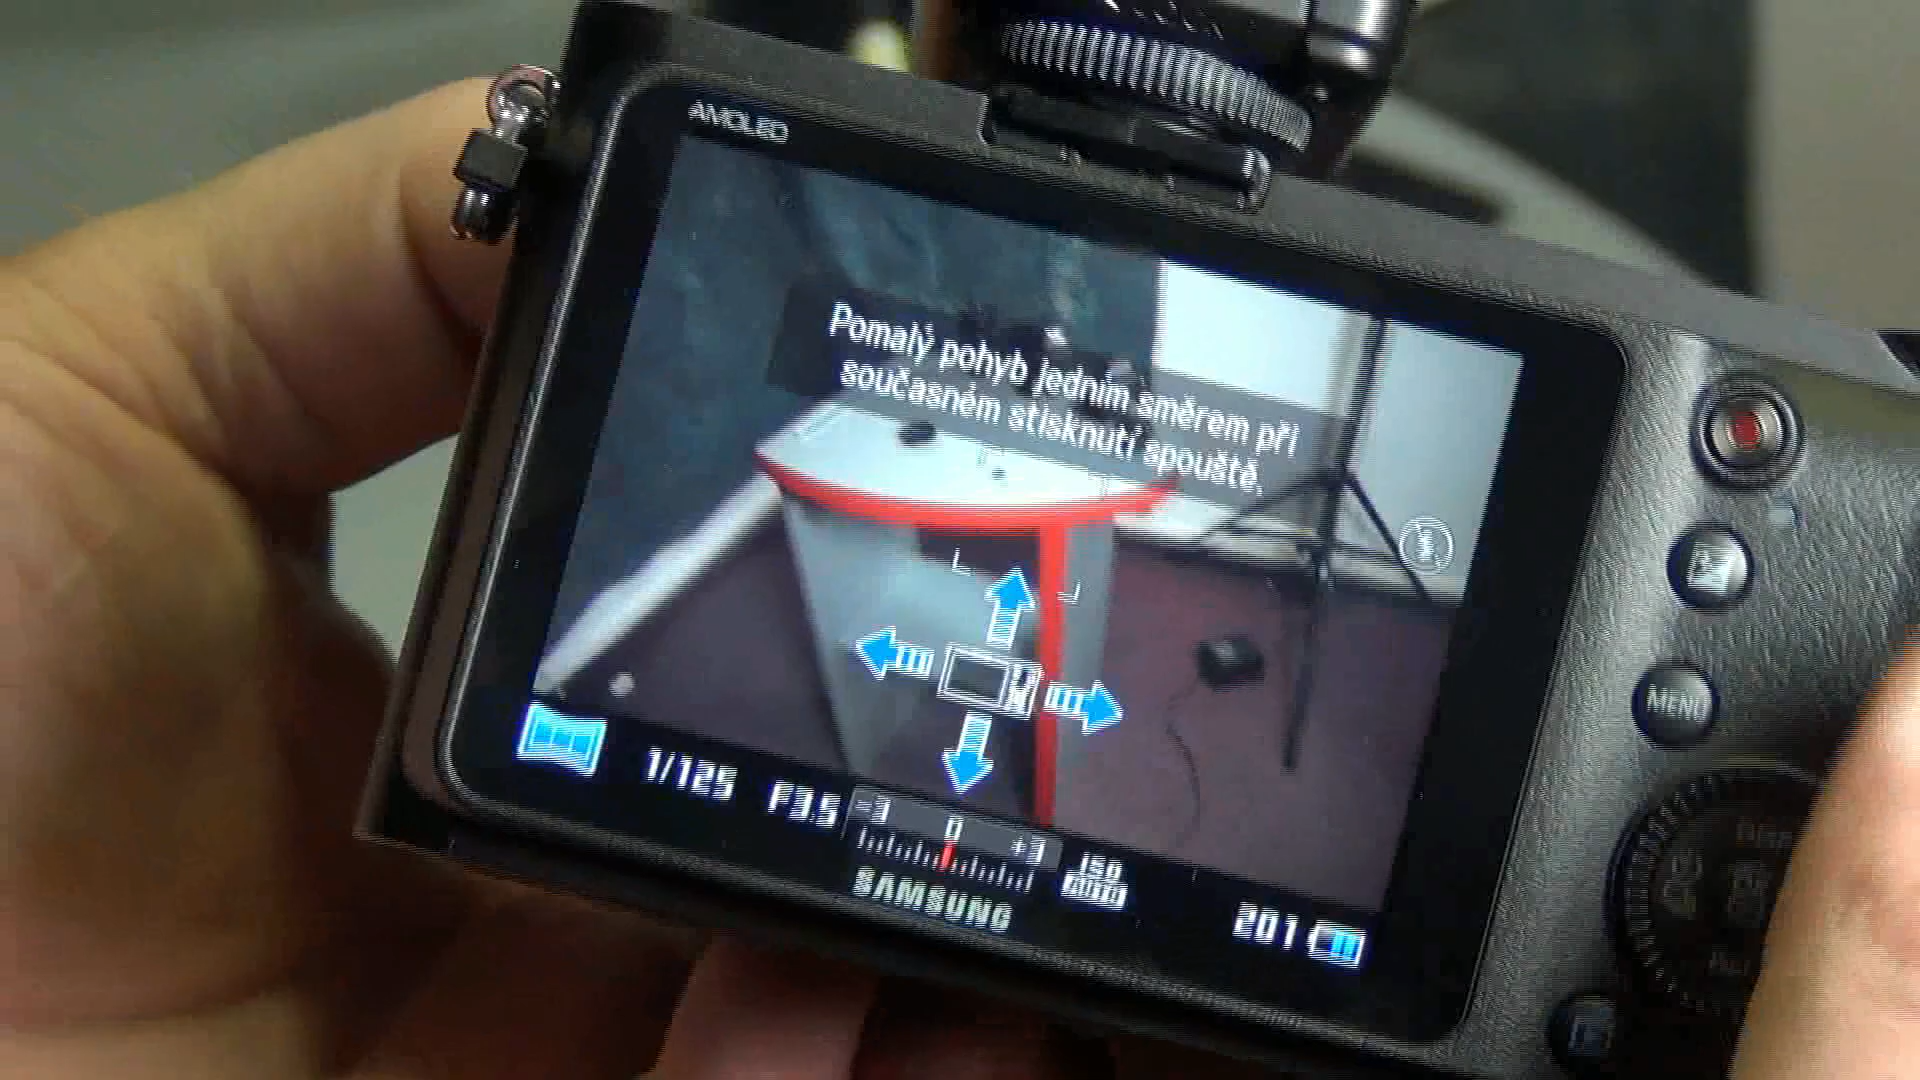 AMOLED
Pomalý pohyb jedním směrem při
současném stisknutí spouště.
1/125 F3.5 -3 0 +3 ISO AUTO 201
SAMSUNG
MENU